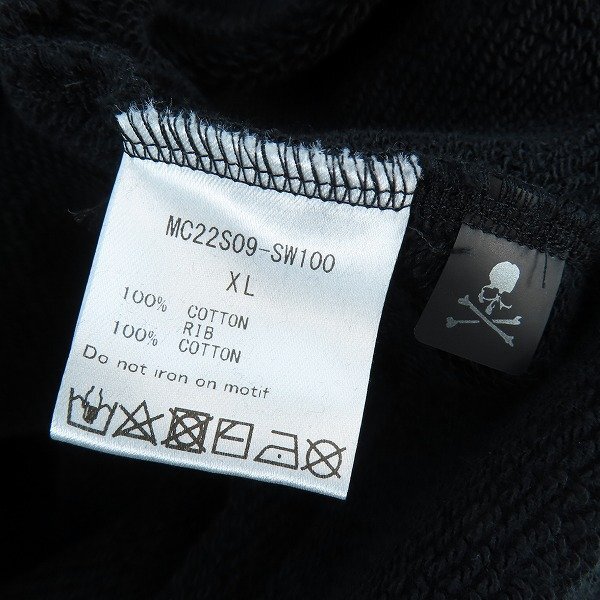 MC22S09-SW100
XL
100% COTTON
RIB
100% COTTON
Do not iron on motif